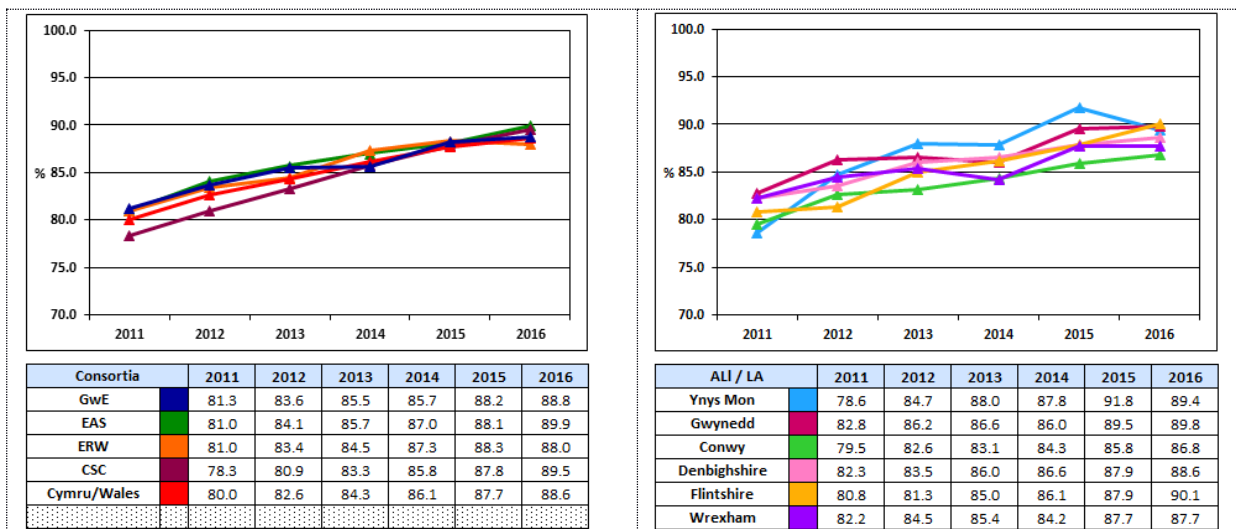 100.0
95.0
90.0
% 85.0
80.0
75.0
70.0
2011 2012 2013 2014 2015 2016
Consortia 2011 2012 2013 2014 2015 2016
GwE 81.3 83.6 85.5 85.7 88.2 88.8
EAS 81.0 84.1 85.7 87.0 88.1 89.9
ERW 81.0 83.4 84.5 87.3 88.3 88.0
CSC 78.3 80.9 83.3 85.8 87.8 89.5
Cymru/Wales 80.0 82.6 84.3 86.1 87.7 88.6
100.0
95.0
90.0
% 85.0
80.0
75.0
70.0
2011 2012 2013 2014 2015 2016
ALl / LA 2011 2012 2013 2014 2015 2016
Ynys Mon 78.6 84.7 88.0 87.8 91.8 89.4
Gwynedd 82.8 86.2 86.6 86.0 89.5 89.8
Conwy 79.5 82.6 83.1 84.3 85.8 86.8
Denbighshire 82.3 83.5 86.0 86.6 87.9 88.6
Flintshire 80.8 81.3 85.0 86.1 87.9 90.1
Wrexham 82.2 84.5 85.4 84.2 87.7 87.7